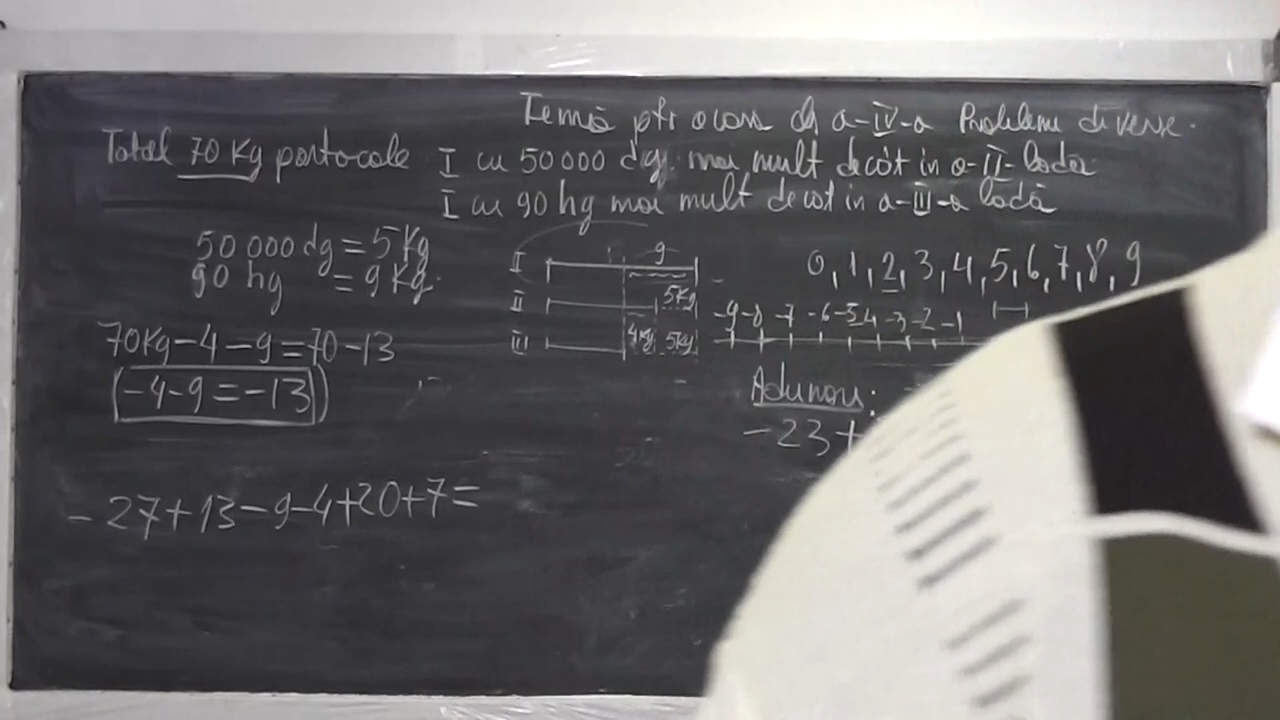 Temă ptr acasă cls a-IV-a Probleme diverse.
Total 70 Kg portocale I cu 50 000 dg. mai mult decât în a-II-ladă
I cu 90 hg mai mult decât în a-III-a ladă
50 000 dg = 5 Kg
90 hg = 9 Kg.
I 9
II 5Kg
III 4Kg 5Kg
0, 1, 2, 3, 4, 5, 6, 7, 8, 9
-9 -8 -7 -6 -5 -4 -3 -2 -1
70Kg - 4 - 9 = 70 - 13
(-4 - 9 = -13)
Adunare:
- 23 +
- 27 + 13 - 9 - 4 + 20 + 7 =